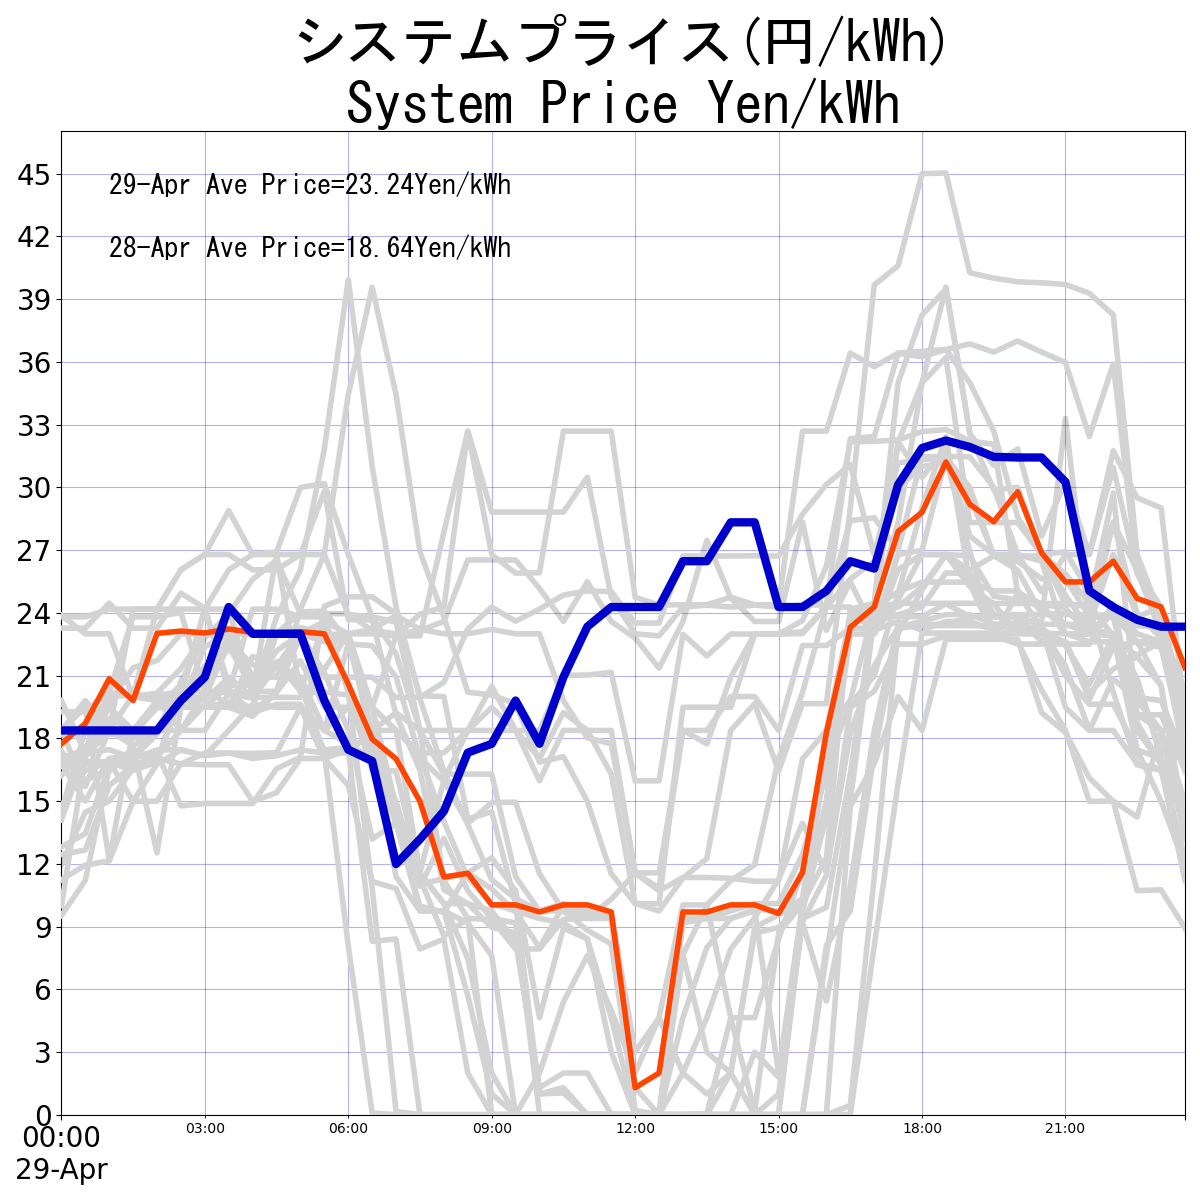 システムプライス(円/kWh)
System Price Yen/kWh
29-Apr Ave Price=23.24Yen/kWh
28-Apr Ave Price=18.64Yen/kWh
45
42
39
36
33
30
27
24
21
18
15
12
9
6
3
0
00:00 03:00 06:00 09:00 12:00 15:00 18:00 21:00
29-Apr